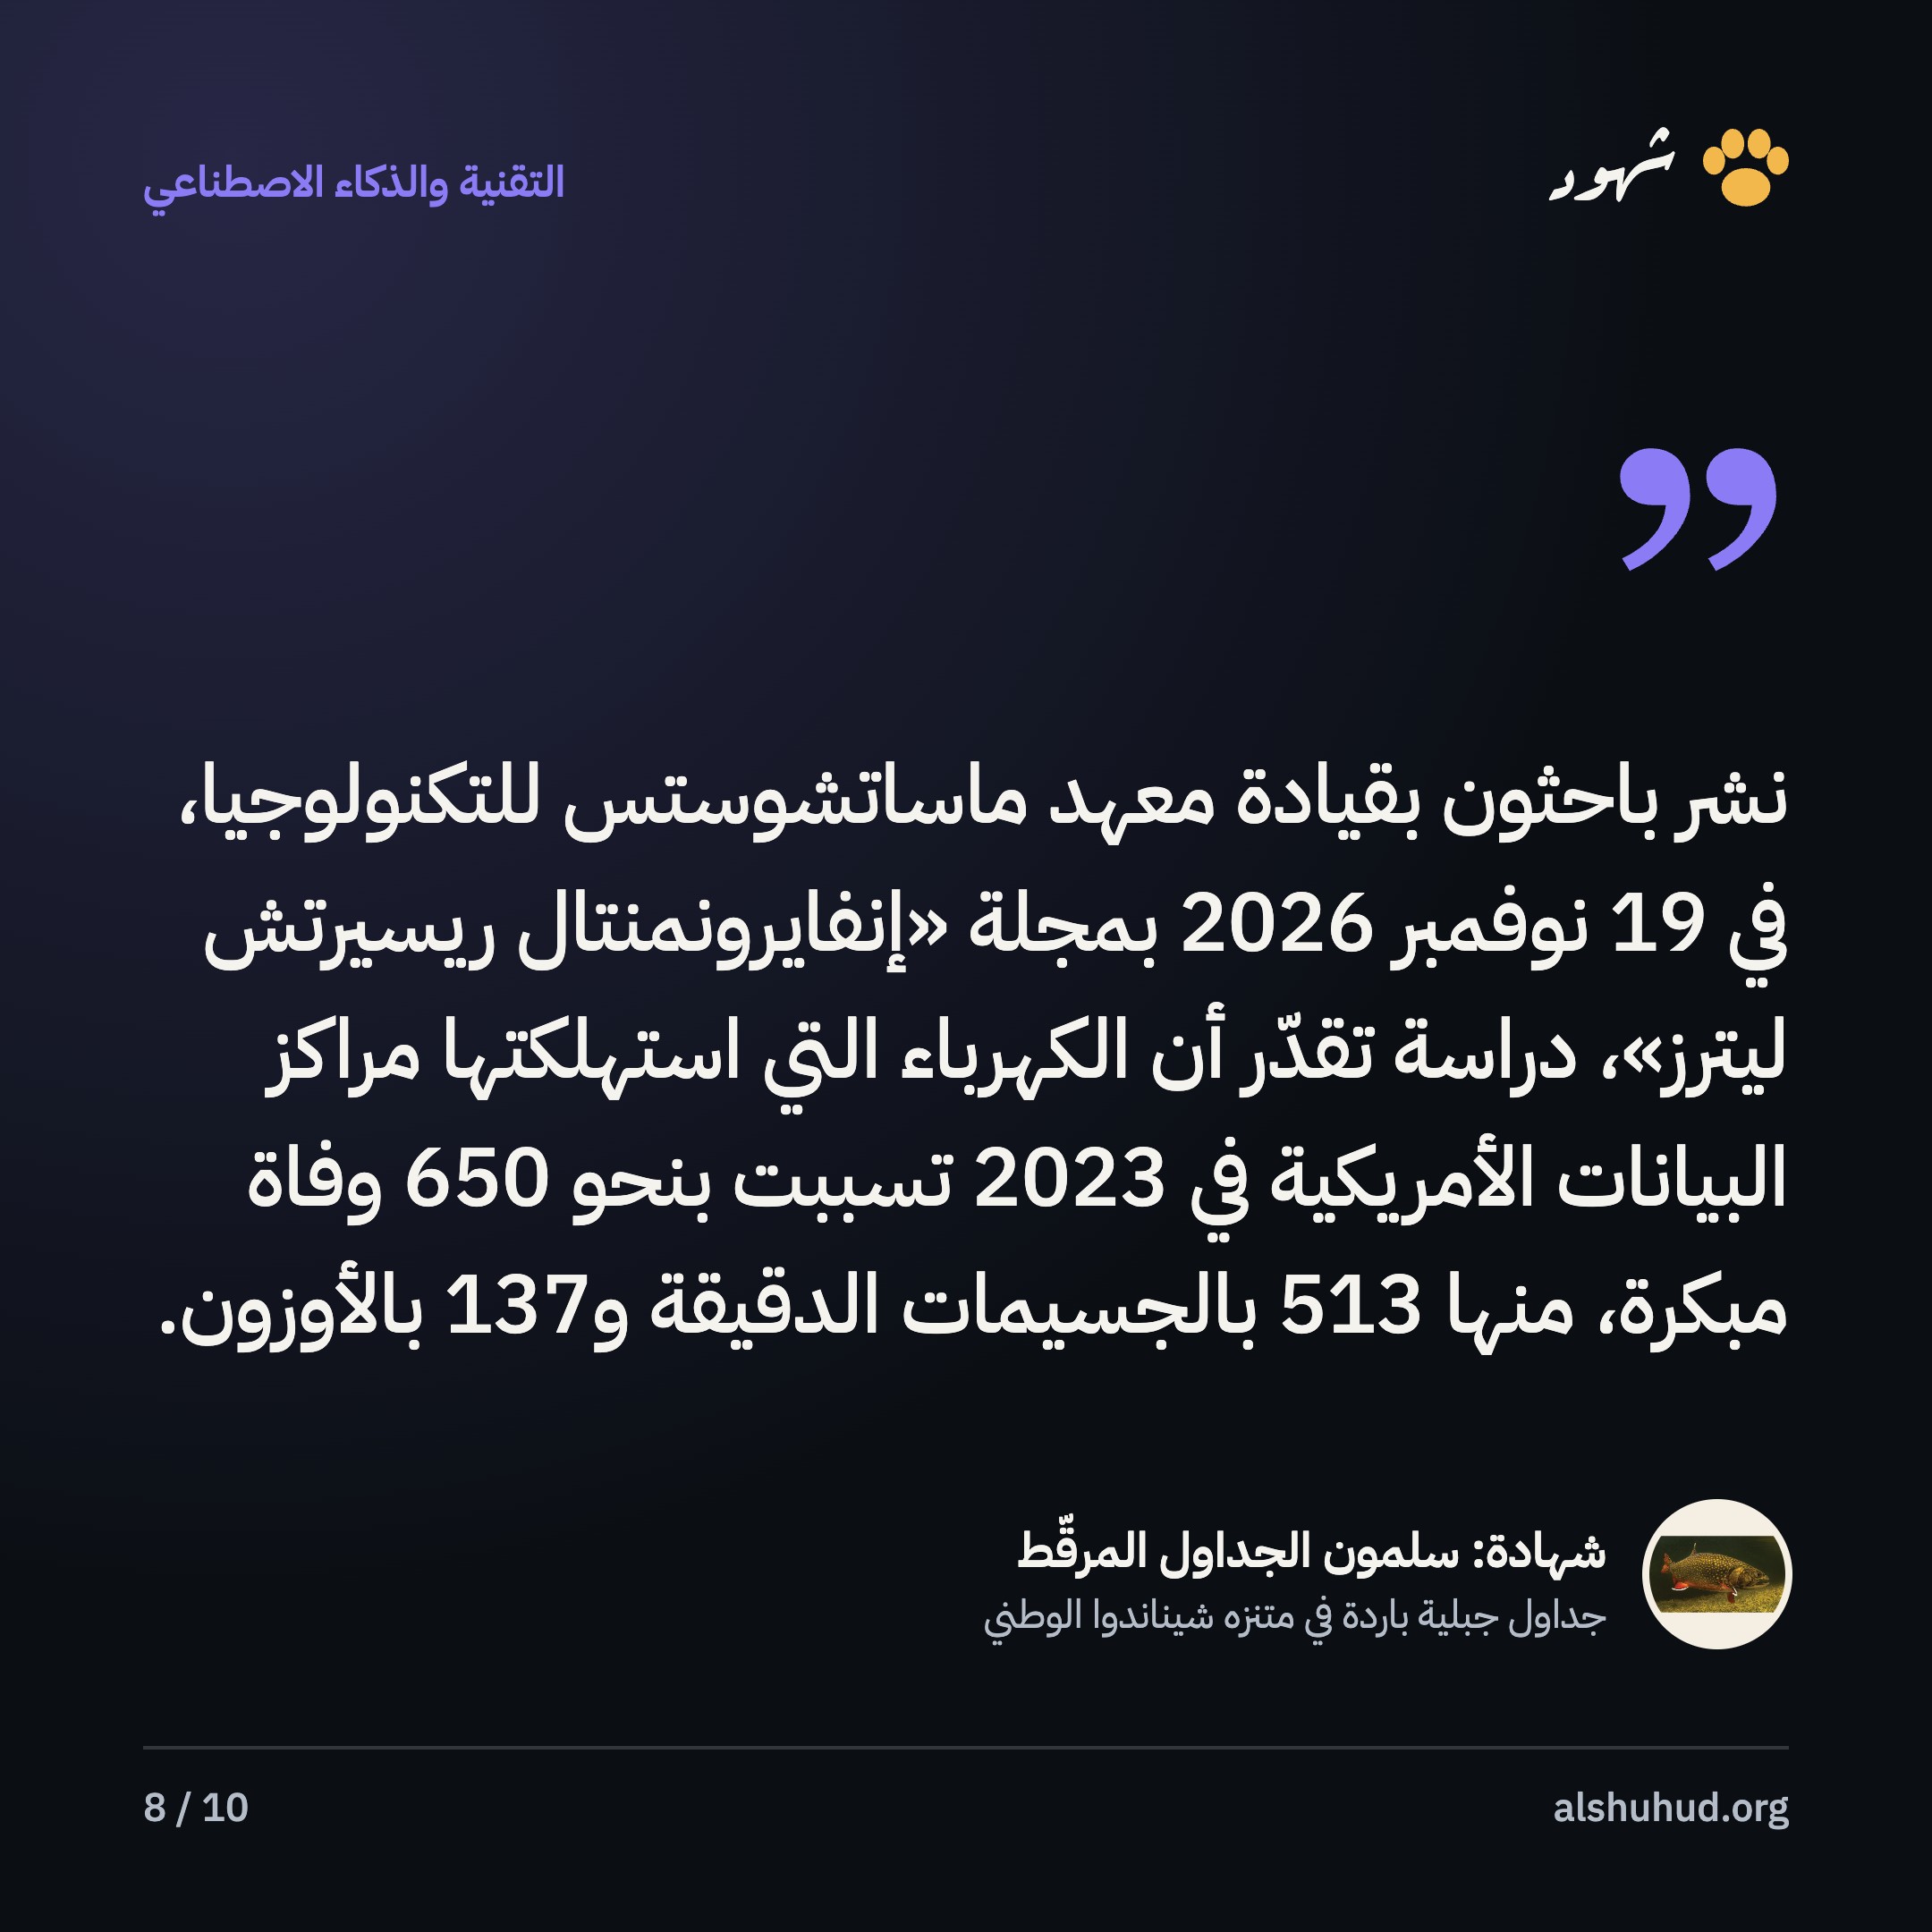 شهود
التقنية والذكاء الاصطناعي
”
نشر باحثون بقيادة معهد ماساتشوستس للتكنولوجيا،
في 19 نوفمبر 2026 بمجلة «إنفايرونمنتال ريسيرتش
ليترز»، دراسة تقدّر أن الكهرباء التي استهلكتها مراكز
البيانات الأمريكية في 2023 تسببت بنحو 650 وفاة
مبكرة، منها 513 بالجسيمات الدقيقة و137 بالأوزون.
شهادة: سلمون الجداول المرقّط
جداول جبلية باردة في متنزه شيناندوا الوطني
alshuhud.org
8 / 10